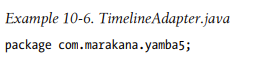 Example 10-6. TimelineAdapter.java
package com.marakana.yamba5;